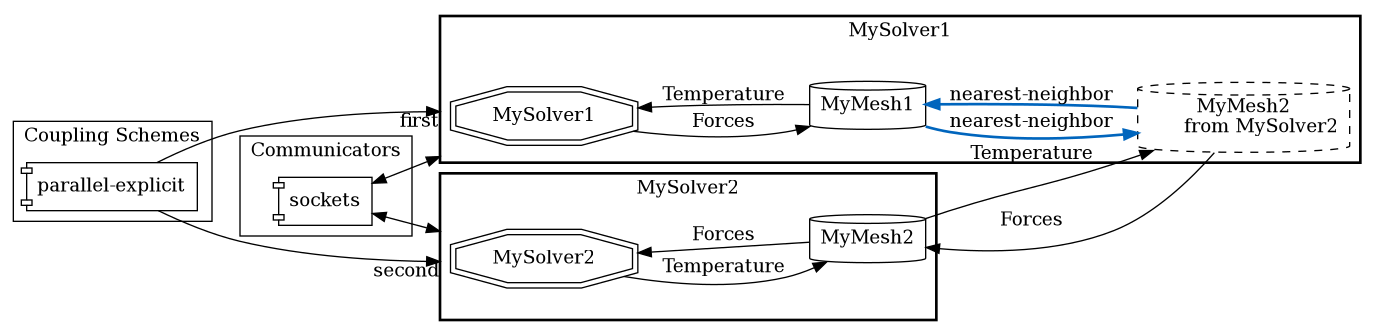 MySolver1
Temperature
nearest-neighbor
MySolver1
MyMesh1
MyMesh2
from MySolver2
Forces
nearest-neighbor
first
Coupling Schemes
parallel-explicit
Communicators
sockets
Temperature
MySolver2
Forces
Forces
MySolver2
MyMesh2
Temperature
second